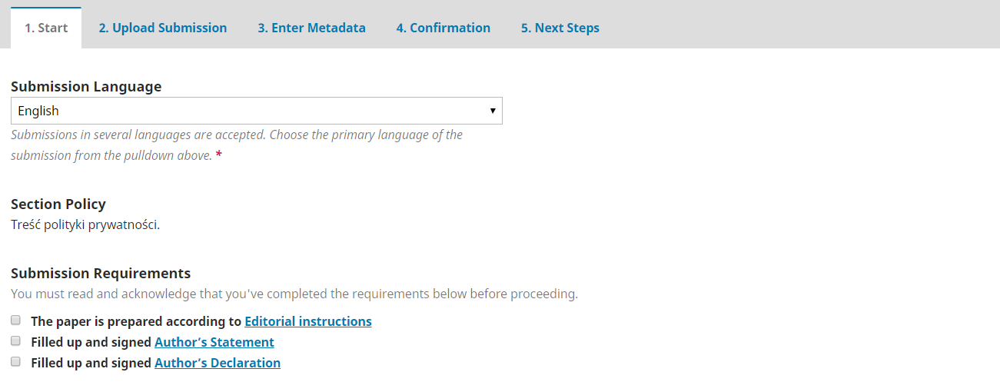 1. Start 2. Upload Submission 3. Enter Metadata 4. Confirmation 5. Next Steps
Submission Language
English
Submissions in several languages are accepted. Choose the primary language of the
submission from the pulldown above. *
Section Policy
Treść polityki prywatności.
Submission Requirements
You must read and acknowledge that you've completed the requirements below before proceeding.
The paper is prepared according to Editorial instructions
Filled up and signed Author’s Statement
Filled up and signed Author’s Declaration